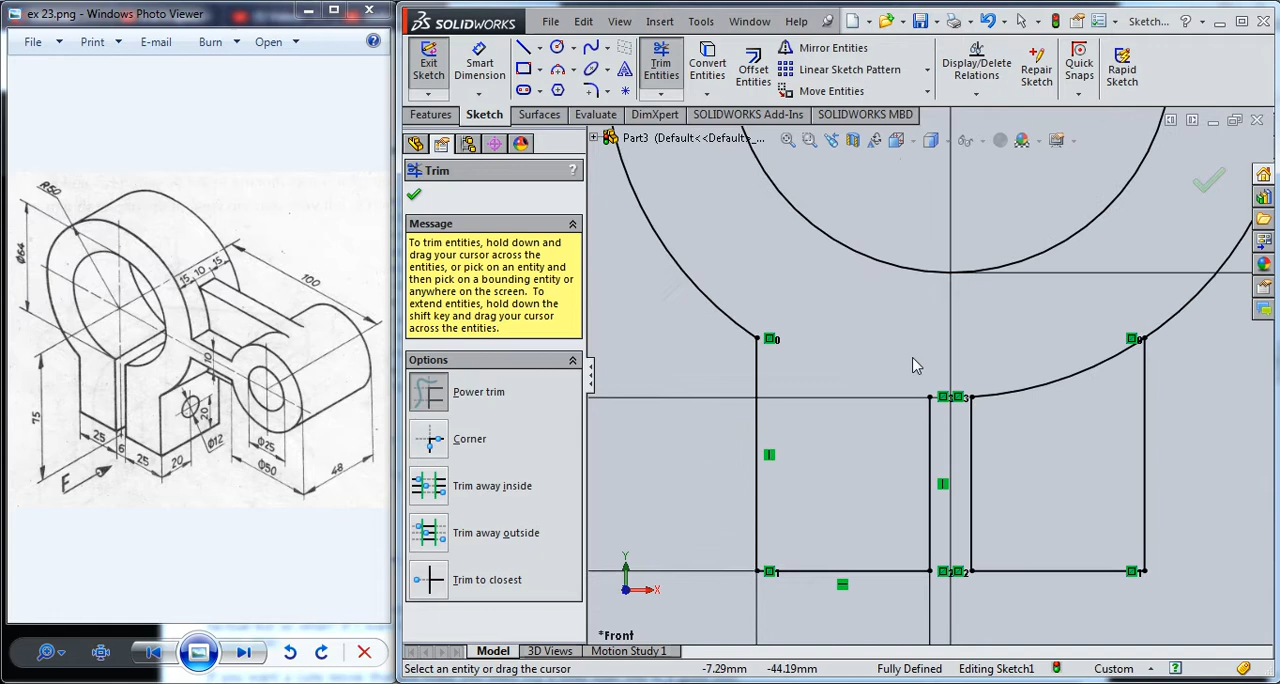 ex 23.png - Windows Photo Viewer
File Print E-mail Burn Open
R50
Φ64
15 10 15
100
10
75
20
Φ12
25 6 25 20
Φ25
Φ50
48
F
SOLIDWORKS
File Edit View Insert Tools Window Help
Sketch...
Exit Sketch
Smart Dimension
Trim Entities
Convert Entities
Offset Entities
Mirror Entities
Linear Sketch Pattern
Move Entities
Display/Delete Relations
Repair Sketch
Quick Snaps
Rapid Sketch
Features Sketch Surfaces Evaluate DimXpert SOLIDWORKS Add-Ins SOLIDWORKS MBD
Part3 (Default<<Default>_...
Trim
?
Message
To trim entities, hold down and
drag your cursor across the
entities, or pick on an entity and
then pick on a bounding entity or
anywhere on the screen. To
extend entities, hold down the
shift key and drag your cursor
across the entities.
Options
Power trim
Corner
Trim away inside
Trim away outside
Trim to closest
Y
X
*Front
Model 3D Views Motion Study 1
Select an entity or drag the cursor -7.29mm -44.19mm Fully Defined Editing Sketch1 Custom